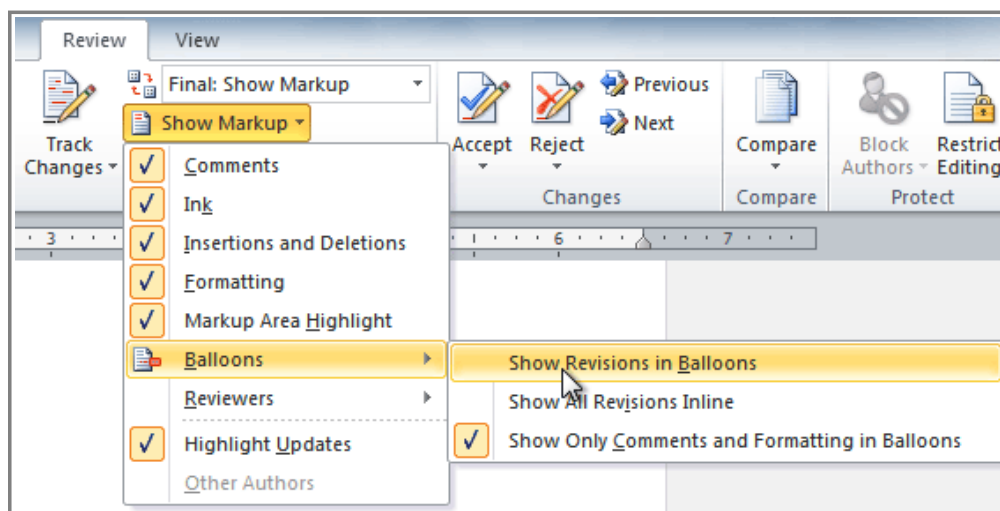 Review View
Final: Show Markup
Show Markup
Track
Changes
Accept Reject
Previous
Next
Changes
Compare
Compare
Block
Authors
Restrict
Editing
Protect
3 1 6 7
Comments
Ink
Insertions and Deletions
Formatting
Markup Area Highlight
Balloons
Reviewers
Highlight Updates
Other Authors
Show Revisions in Balloons
Show All Revisions Inline
Show Only Comments and Formatting in Balloons